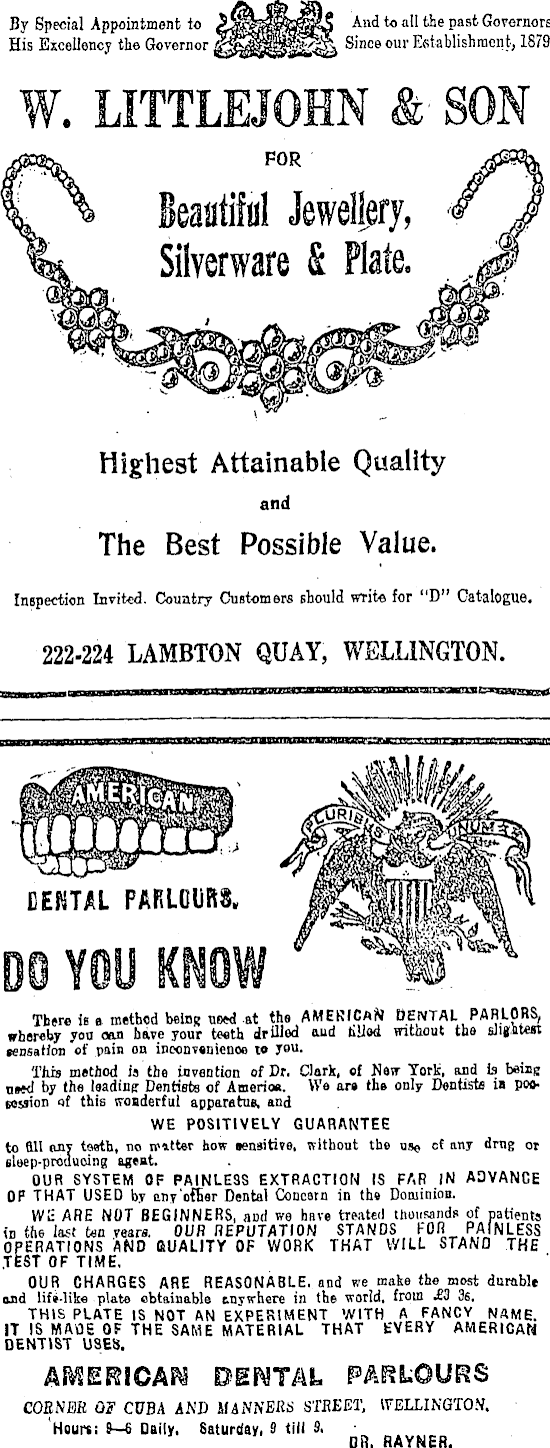 By Special Appointment to
His Excellency the Governor
And to all the past Governors
Since our Establishment, 1879
W. LITTLEJOHN & SON
FOR
Beautiful Jewellery,
Silverware & Plate.
Highest Attainable Quality
and
The Best Possible Value.
Inspection Invited. Country Customers should write for "D" Catalogue.
222-224 LAMBTON QUAY, WELLINGTON.
AMERICAN
DENTAL PARLOURS.
PLURIBUS UNUM
DO YOU KNOW
There is a method being used at the AMERICAN DENTAL PARLORS,
whereby you can have your teeth drilled and filled without the slightest
sensation of pain on inconvenience to you.
This method is the invention of Dr. Clark, of New York, and is being
used by the leading Dentists of America. We are the only Dentists in pos-
session of this wonderful apparatus, and
WE POSITIVELY GUARANTEE
to fill any teeth, no matter how sensitive, without the use of any drug or
sleep-producing agent.
OUR SYSTEM OF PAINLESS EXTRACTION IS FAR IN ADVANCE
OF THAT USED by any other Dental Concern in the Dominion.
WE ARE NOT BEGINNERS, and we have treated thousands of patients
in the last ten years. OUR REPUTATION STANDS FOR PAINLESS
OPERATIONS AND QUALITY OF WORK THAT WILL STAND THE
TEST OF TIME.
OUR CHARGES ARE REASONABLE, and we make the most durable
and life-like plate obtainable anywhere in the world, from £3 3s.
THIS PLATE IS NOT AN EXPERIMENT WITH A FANCY NAME.
IT IS MADE OF THE SAME MATERIAL THAT EVERY AMERICAN
DENTIST USES.
AMERICAN DENTAL PARLOURS
CORNER OF CUBA AND MANNERS STREET, WELLINGTON.
Hours: 9–6 Daily. Saturday, 9 till 9.
DR. RAYNER.